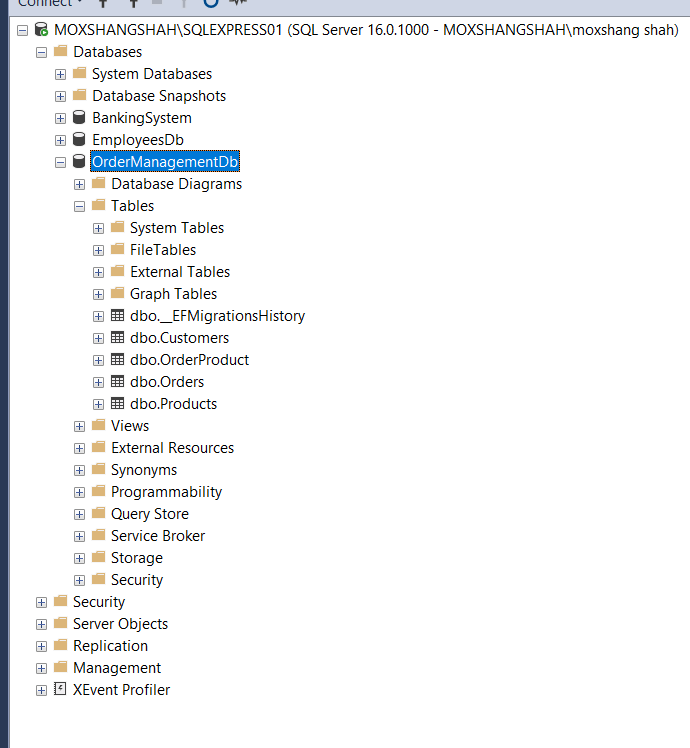 Connect
MOXSHANGSHAH\SQLEXPRESS01 (SQL Server 16.0.1000 - MOXSHANGSHAH\moxshang shah)
Databases
System Databases
Database Snapshots
BankingSystem
EmployeesDb
OrderManagementDb
Database Diagrams
Tables
System Tables
FileTables
External Tables
Graph Tables
dbo.__EFMigrationsHistory
dbo.Customers
dbo.OrderProduct
dbo.Orders
dbo.Products
Views
External Resources
Synonyms
Programmability
Query Store
Service Broker
Storage
Security
Security
Server Objects
Replication
Management
XEvent Profiler